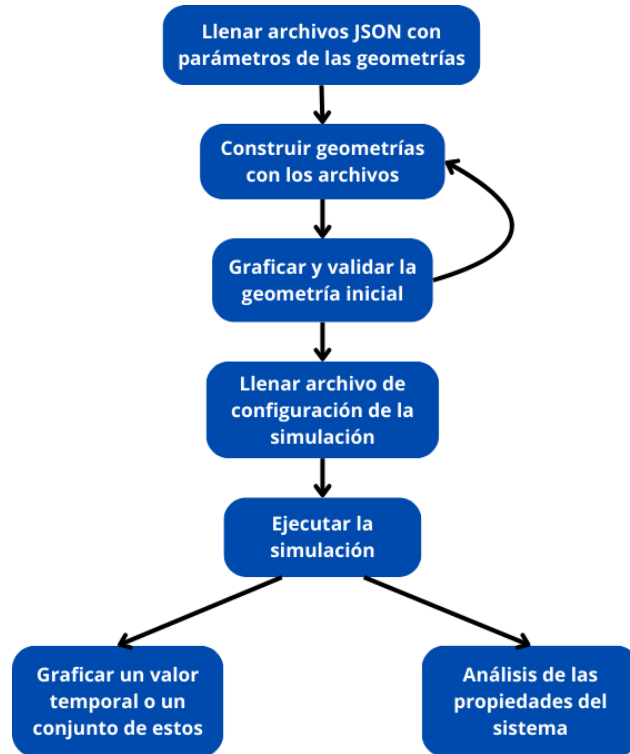 Llenar archivos JSON con
parámetros de las geometrías
Construir geometrías
con los archivos
Graficar y validar la
geometría inicial
Llenar archivo de
configuración de la
simulación
Ejecutar la
simulación
Graficar un valor
temporal o un
conjunto de estos
Análisis de las
propiedades del
sistema